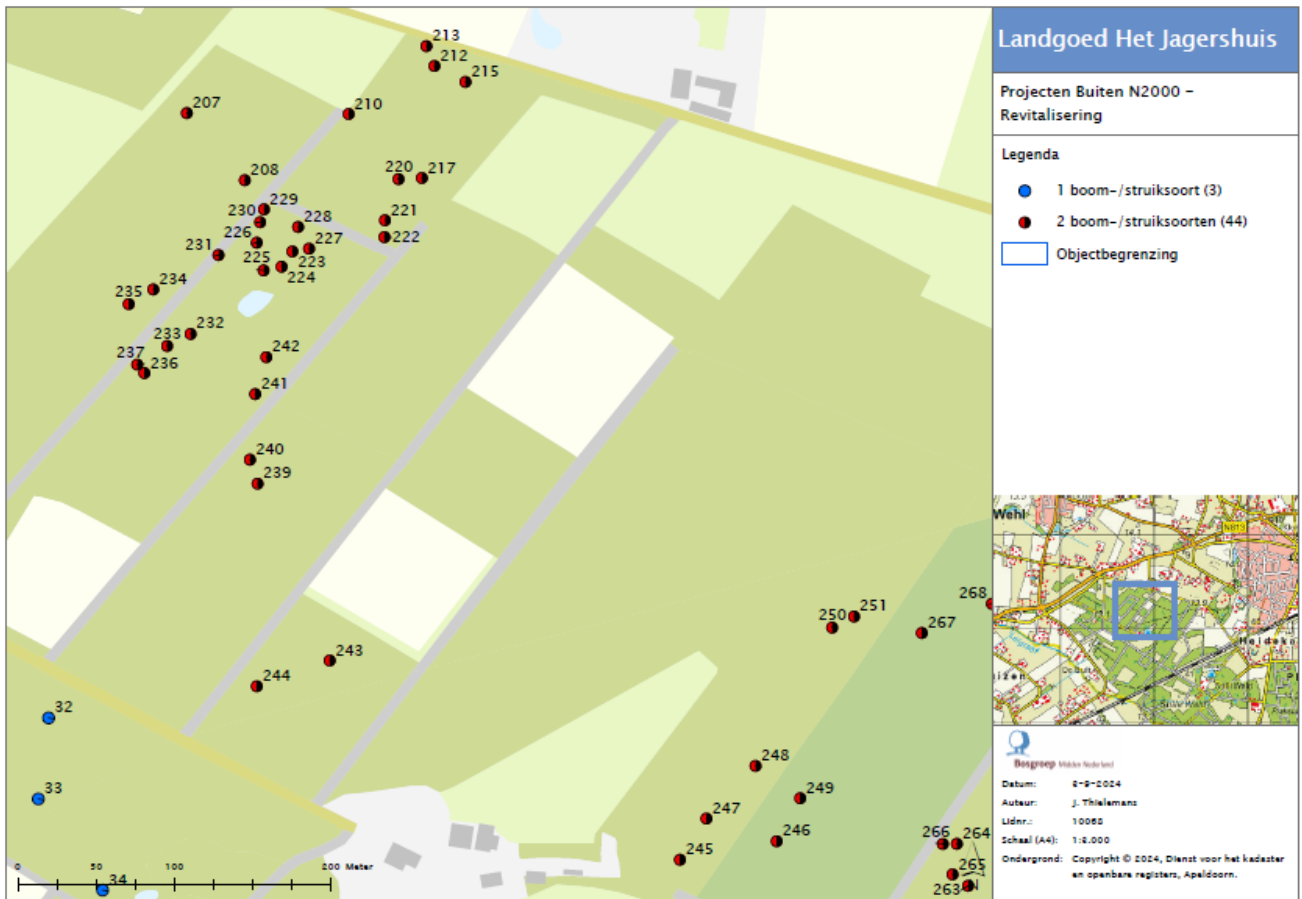 213
212
215
207
210
208
220
217
229
230
228
221
226
227
222
231
225
223
224
234
235
232
233
242
237
236
241
240
239
251
250
268
267
243
244
32
33
248
249
247
246
266
264
245
265
263
34
0
50
100
200 Meter
N
Landgoed Het Jagershuis
Projecten Buiten N2000 -
Revitalisering
Legenda
1 boom-/struiksoort (3)
2 boom-/struiksoorten (44)
Objectbegrenzing
Wehl
N813
Bosgroep Midden Nederland
Auteur: J. Thielemans
Lidnr.:
Schaal (A4):
Ondergrond: Copyright © 2024, Dienst voor het kadaster
en openbare registers, Apeldoorn.
Datum: